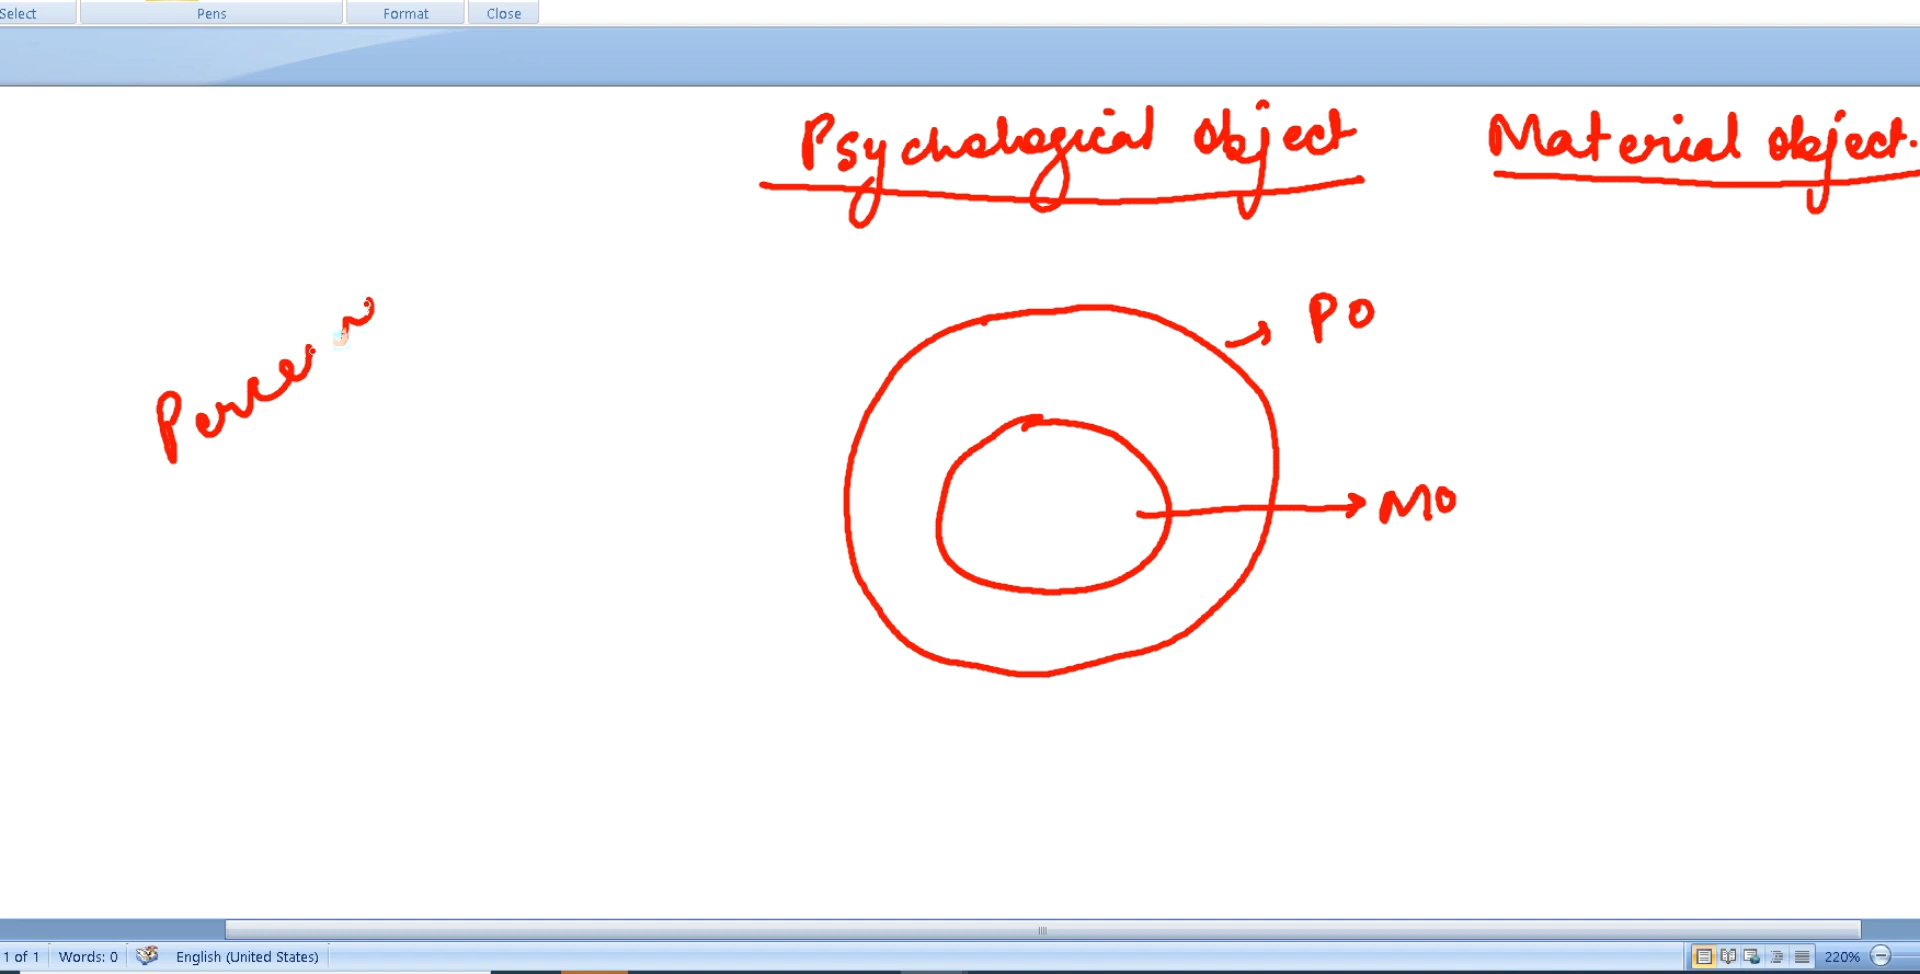 Select Pens Format Close
Psychological object Material object.
PO
MO
1 of 1 Words: 0 English (United States) 220%